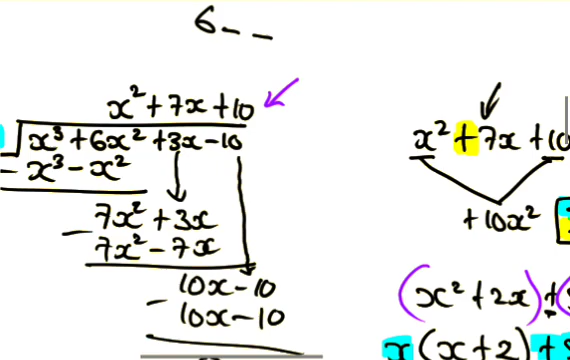 6 _ _
x² + 7x + 10
x³ + 6x² + 3x - 10
- x³ - x²
7x² + 3x
- 7x² - 7x
10x - 10
- 10x - 10
x² + 7x + 10
+10x²
(x² + 2x) +
x(x + 2) +